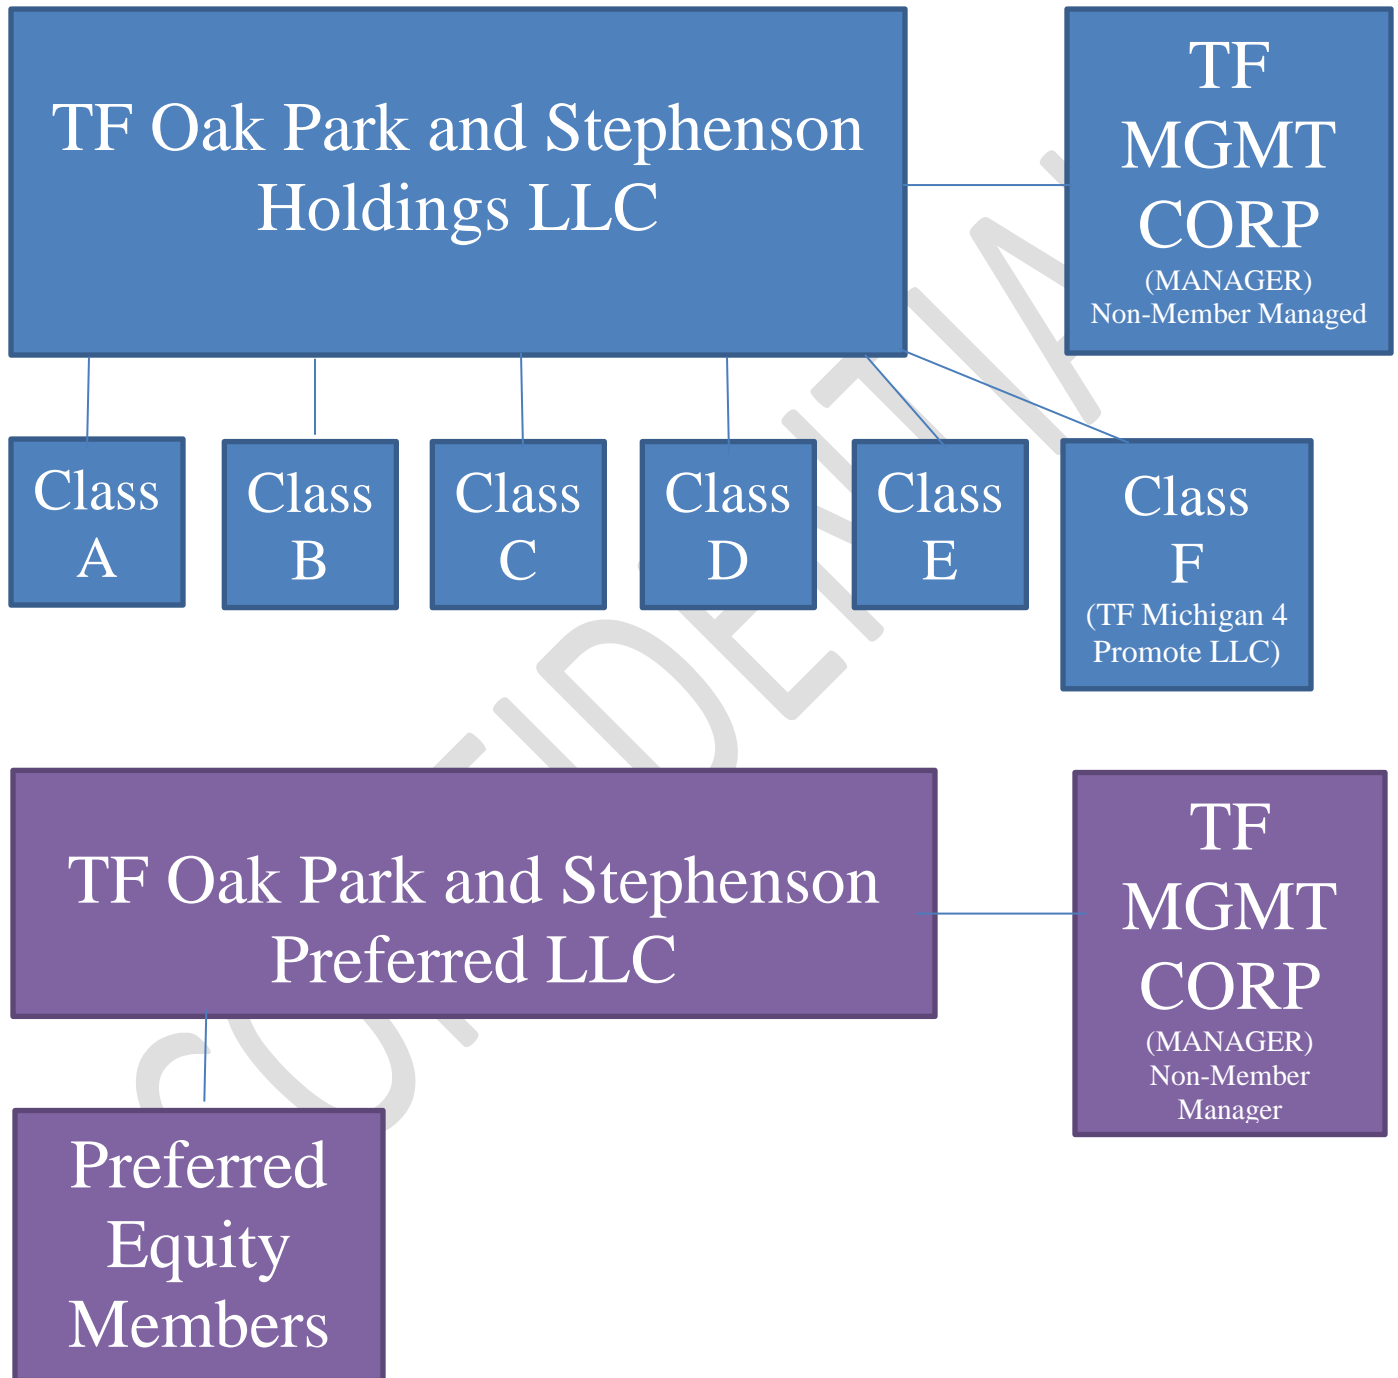 TF Oak Park and Stephenson
Holdings LLC
TF
MGMT
CORP
(MANAGER)
Non-Member Managed
Class
A
Class
B
Class
C
Class
D
Class
E
Class
F
(TF Michigan 4
Promote LLC)
CONFIDENTIAL
TF Oak Park and Stephenson
Preferred LLC
TF
MGMT
CORP
(MANAGER)
Non-Member
Manager
Preferred
Equity
Members